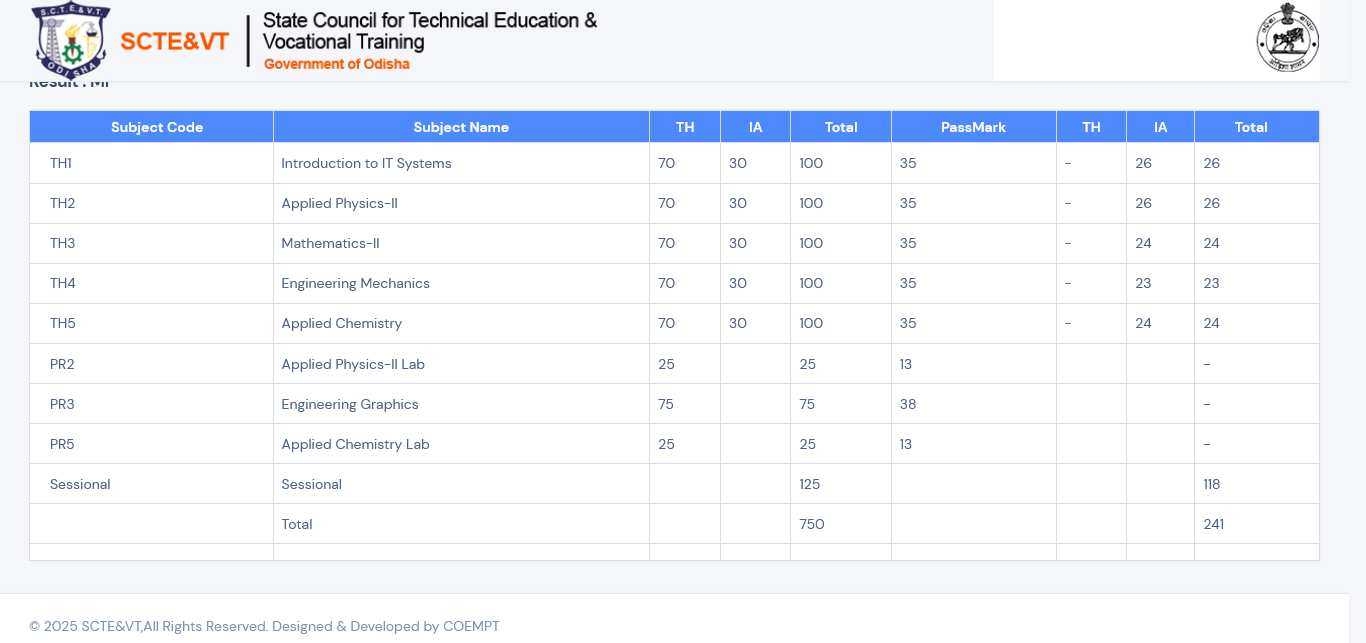 S.C.T.E.&V.T.
ODISHA
SCTE&VT
State Council for Technical Education &
Vocational Training
Government of Odisha
Result : MP
Subject Code Subject Name TH IA Total PassMark TH IA Total
TH1 Introduction to IT Systems 70 30 100 35 - 26 26
TH2 Applied Physics-II 70 30 100 35 - 26 26
TH3 Mathematics-II 70 30 100 35 - 24 24
TH4 Engineering Mechanics 70 30 100 35 - 23 23
TH5 Applied Chemistry 70 30 100 35 - 24 24
PR2 Applied Physics-II Lab 25 25 13 -
PR3 Engineering Graphics 75 75 38 -
PR5 Applied Chemistry Lab 25 25 13 -
Sessional Sessional 125 118
Total 750 241
© 2025 SCTE&VT,All Rights Reserved. Designed & Developed by COEMPT